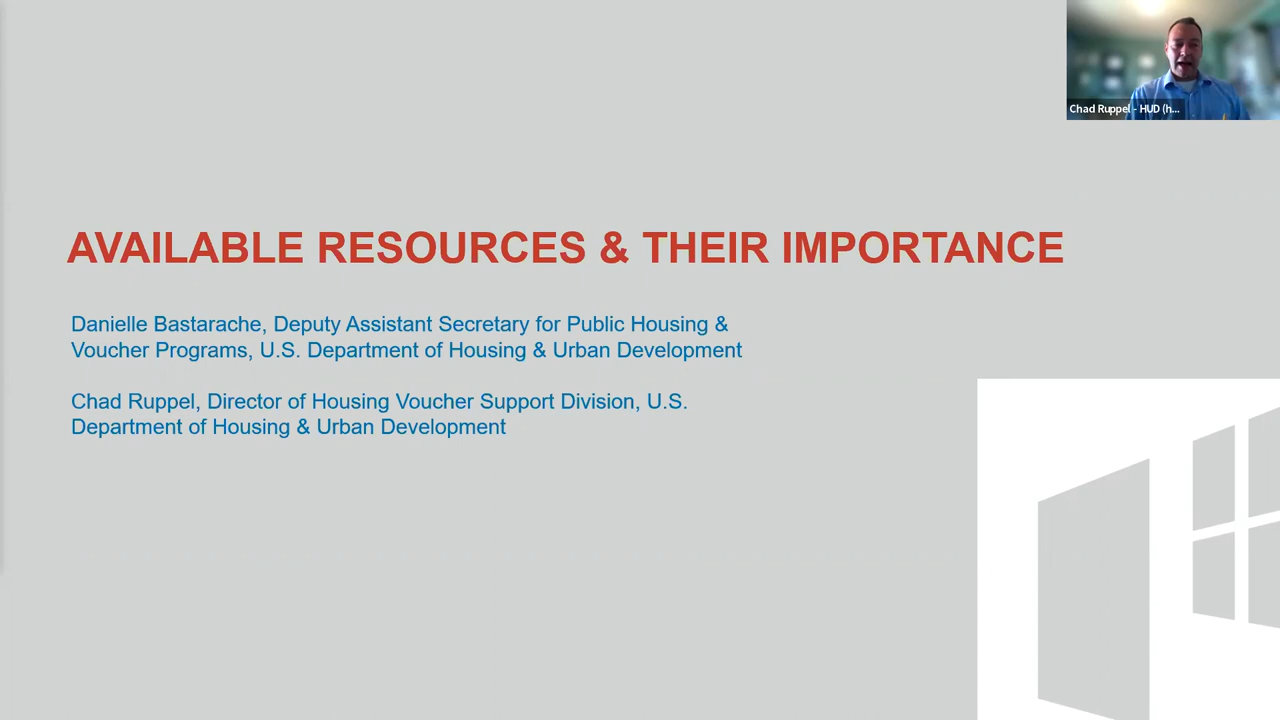 Chad Ruppel - HUD (h...
AVAILABLE RESOURCES & THEIR IMPORTANCE
Danielle Bastarache, Deputy Assistant Secretary for Public Housing &
Voucher Programs, U.S. Department of Housing & Urban Development
Chad Ruppel, Director of Housing Voucher Support Division, U.S.
Department of Housing & Urban Development